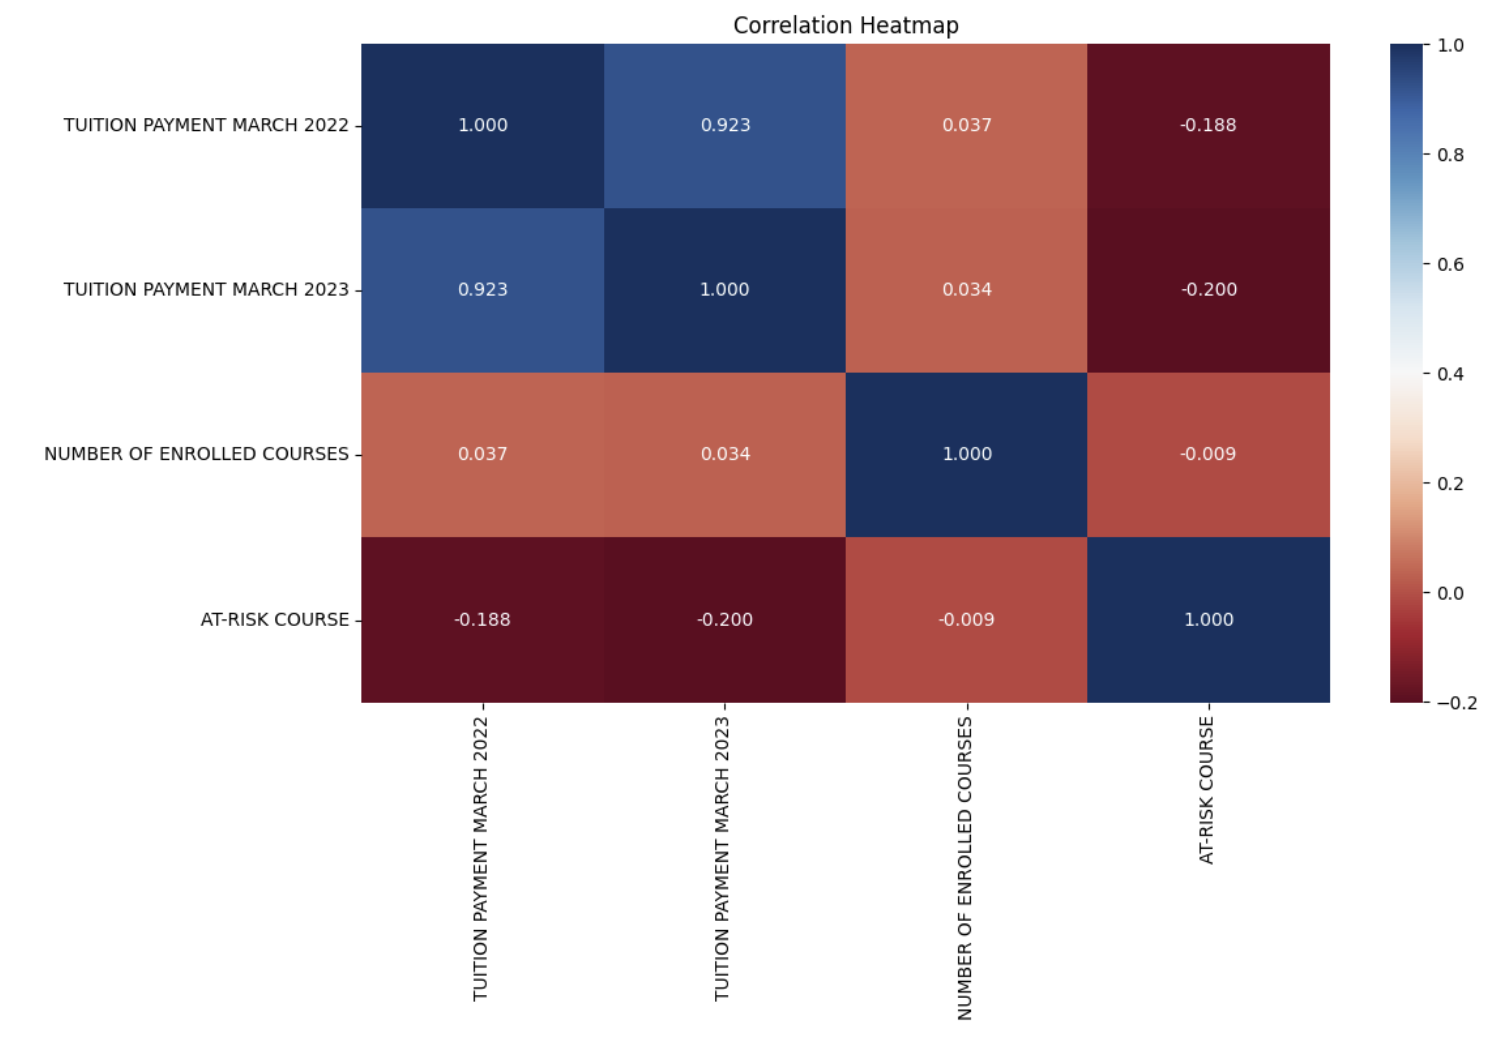 Correlation Heatmap
TUITION PAYMENT MARCH 2022
1.000
0.923
0.037
-0.188
TUITION PAYMENT MARCH 2023
0.923
1.000
0.034
-0.200
NUMBER OF ENROLLED COURSES
0.037
0.034
1.000
-0.009
AT-RISK COURSE
-0.188
-0.200
-0.009
1.000
TUITION PAYMENT MARCH 2022
TUITION PAYMENT MARCH 2023
NUMBER OF ENROLLED COURSES
AT-RISK COURSE
1.0
0.8
0.6
0.4
0.2
0.0
−0.2